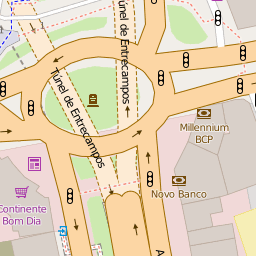 Túnel de Entrecampos
Túnel de Entrecampos
Millennium
BCP
Novo Banco
Continente
Bom Dia
A